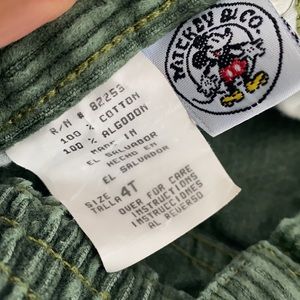 MICKEY & CO.
R/N # 82253
100 % COTTON
100 % ALGODON
MADE IN
EL SALVADOR
HECHO EN
EL SALVADOR
SIZE
TALLA 4T
OVER FOR CARE
INSTRUCTIONS
INSTRUCCIONES
AL REVERSO